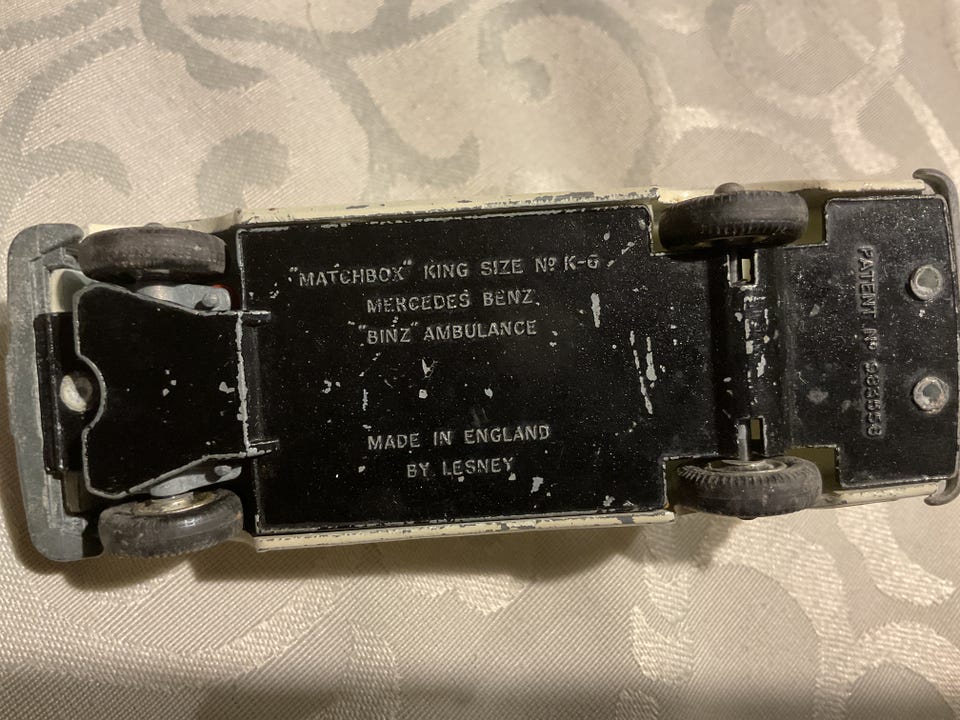 "MATCHBOX" KING SIZE Nº K-6
MERCEDES BENZ
"BINZ" AMBULANCE
MADE IN ENGLAND
BY LESNEY
PATENT Nº